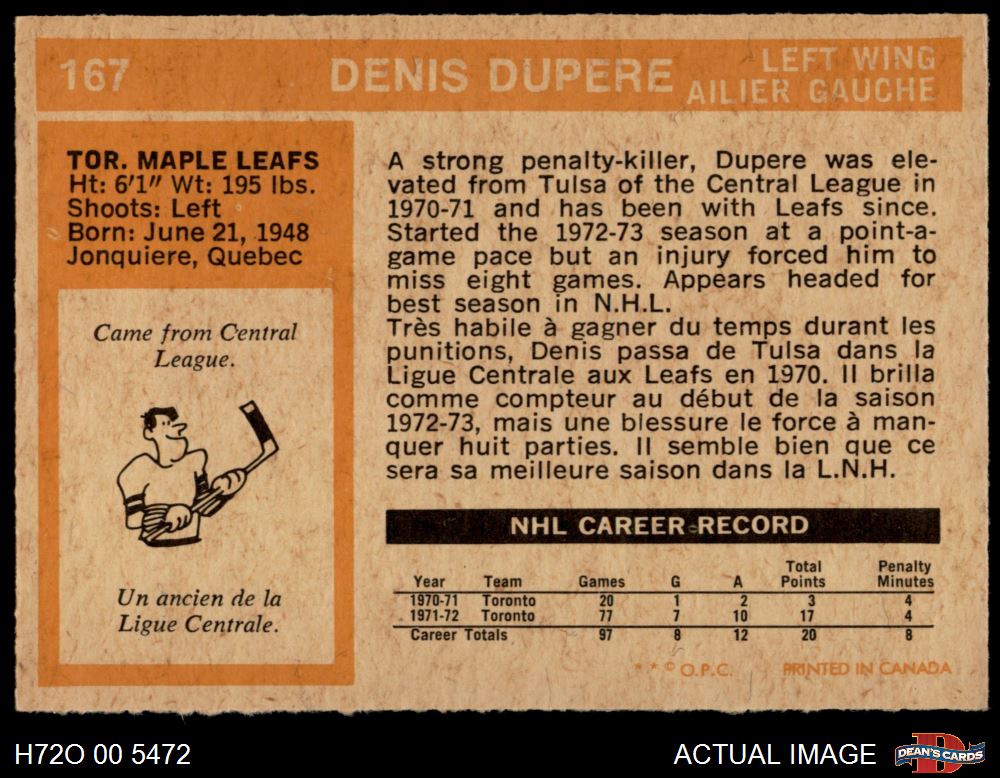 167 DENIS DUPERE LEFT WING
AILIER GAUCHE
TOR. MAPLE LEAFS
Ht: 6'1" Wt: 195 lbs.
Shoots: Left
Born: June 21, 1948
Jonquiere, Quebec
Came from Central
League.
Un ancien de la
Ligue Centrale.
A strong penalty-killer, Dupere was ele-
vated from Tulsa of the Central League in
1970-71 and has been with Leafs since.
Started the 1972-73 season at a point-a-
game pace but an injury forced him to
miss eight games. Appears headed for
best season in N.H.L.
Très habile à gagner du temps durant les
punitions, Denis passa de Tulsa dans la
Ligue Centrale aux Leafs en 1970. Il brilla
comme compteur au début de la saison
1972-73, mais une blessure le force à man-
quer huit parties. Il semble bien que ce
sera sa meilleure saison dans la L.N.H.
NHL CAREER RECORD
Year Team Games G A Total Points Penalty Minutes
1970-71 Toronto 20 1 2 3 4
1971-72 Toronto 77 7 10 17 4
Career Totals 97 8 12 20 8
* * © O.P.C. PRINTED IN CANADA
H72O 00 5472 ACTUAL IMAGE DEAN'S CARDS